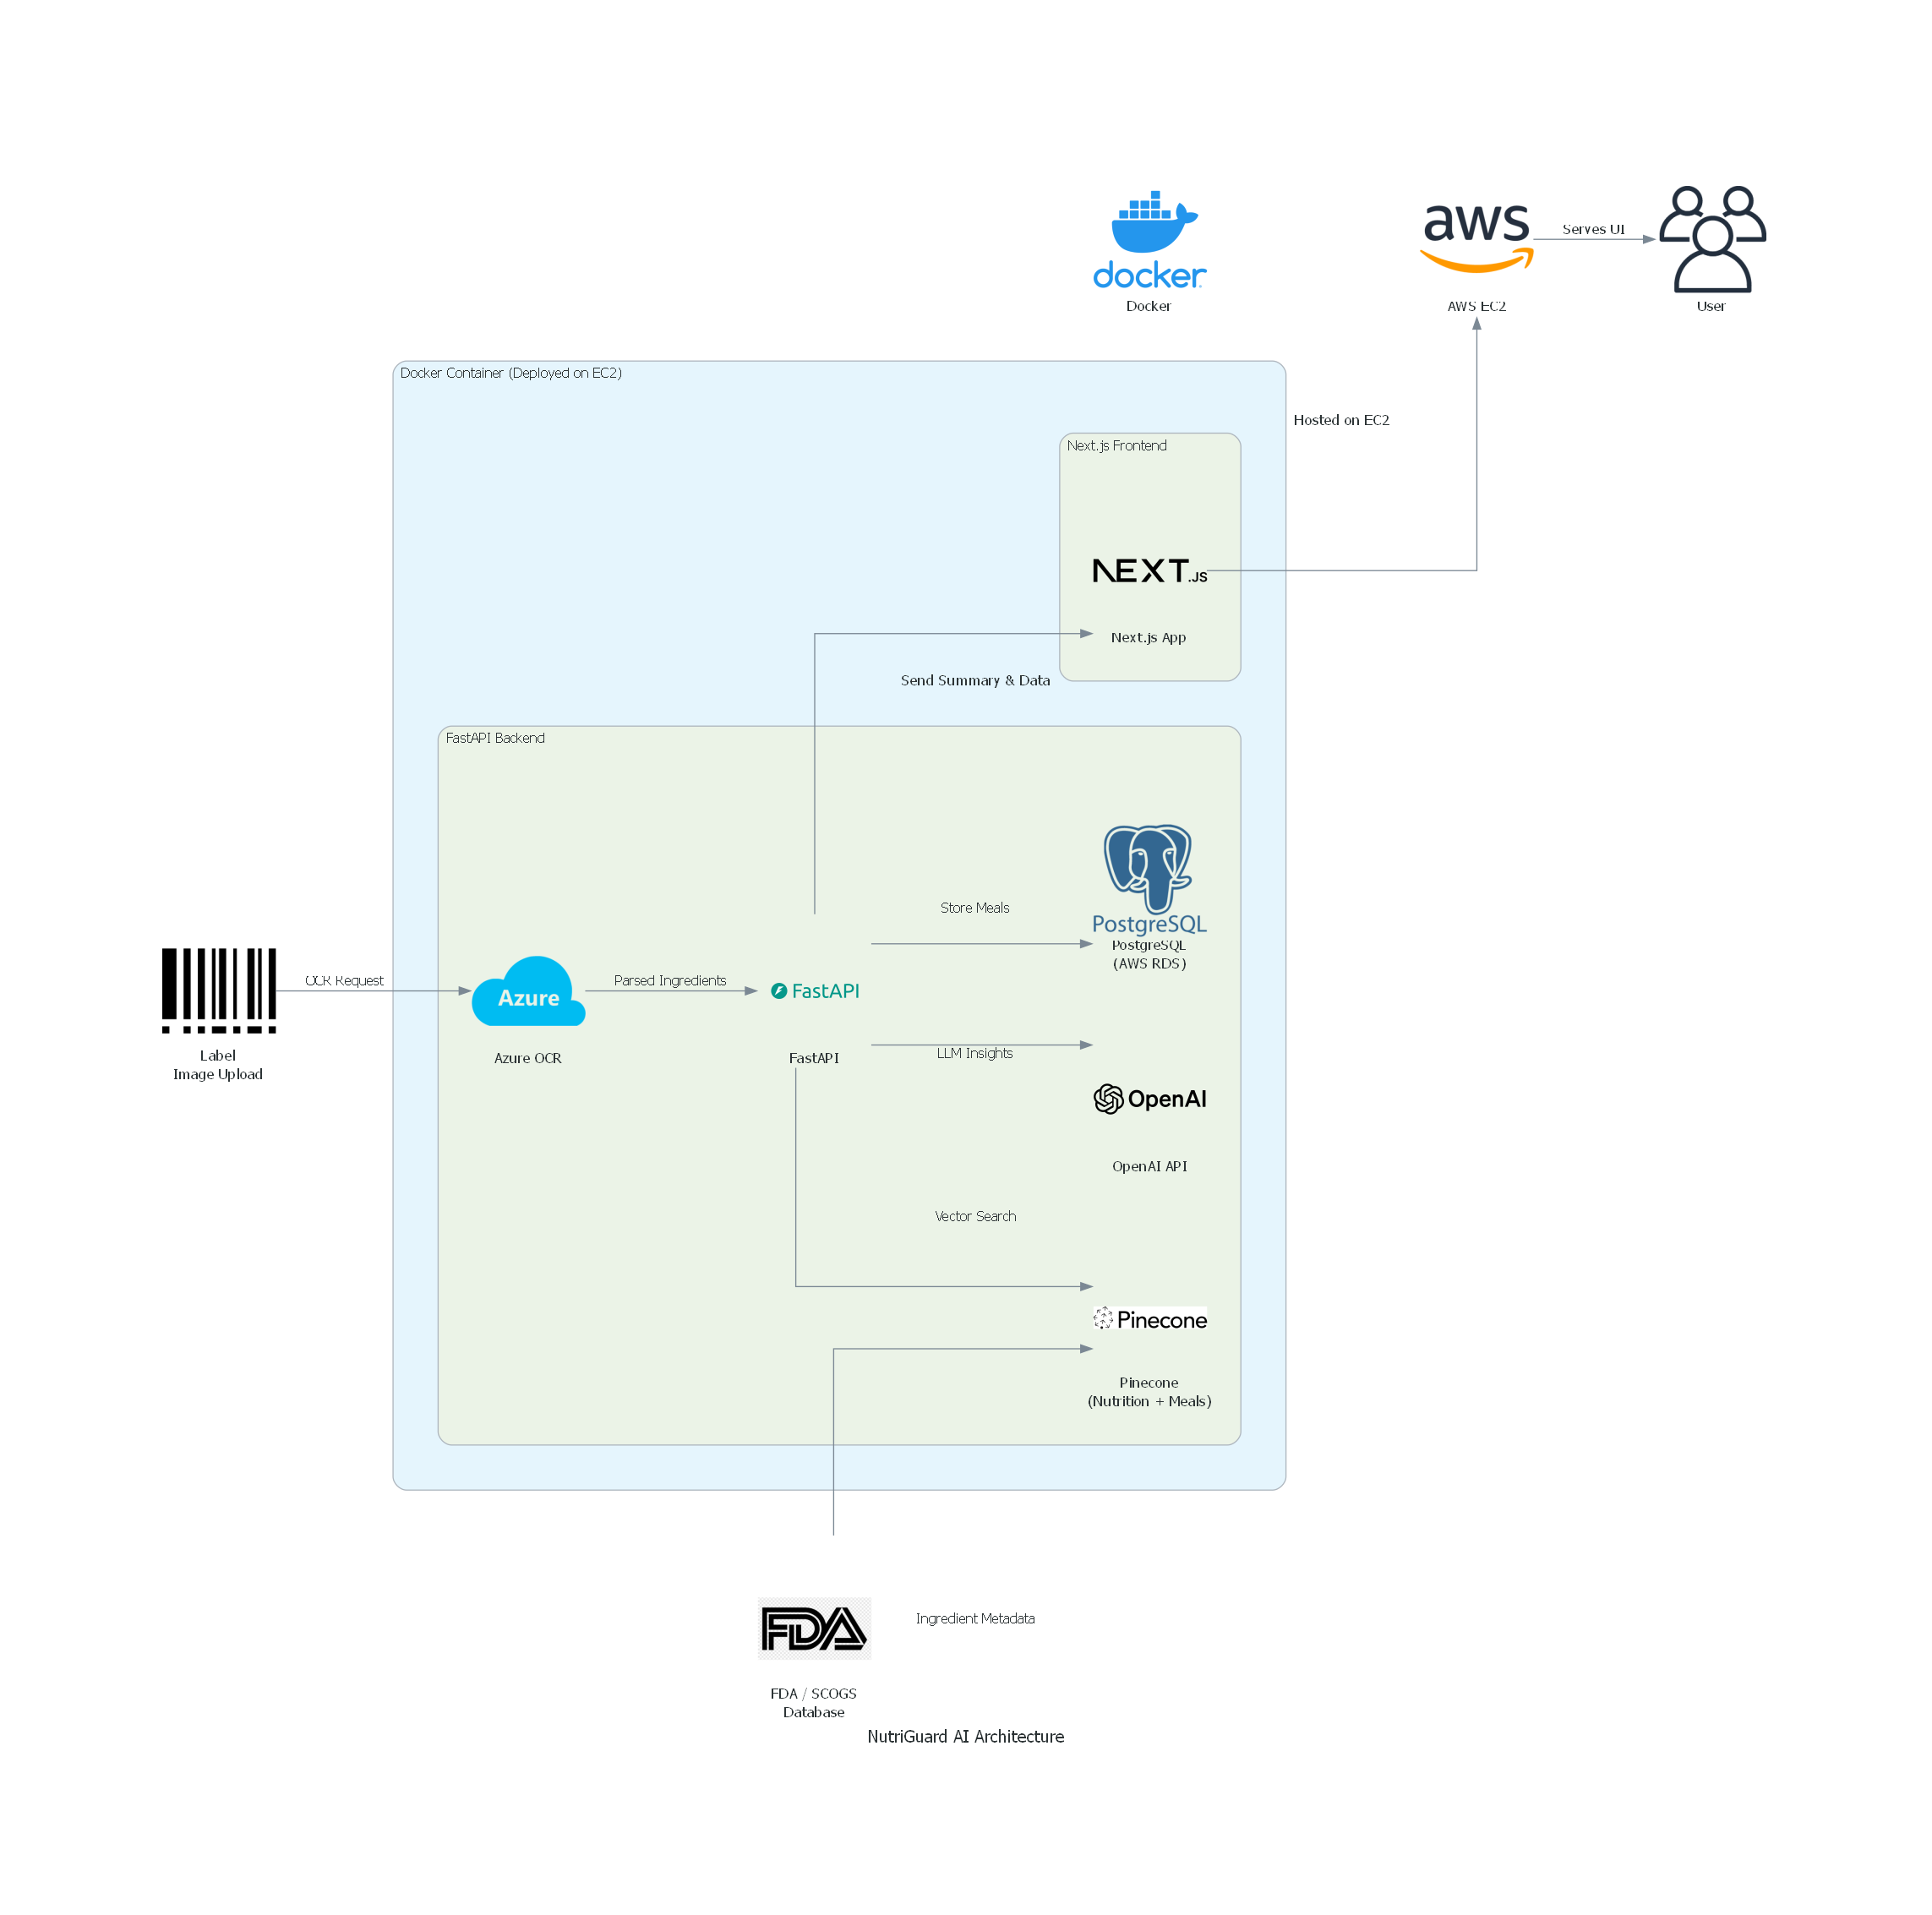 docker
Docker
aws
AWS EC2
Serves UI
User
Docker Container (Deployed on EC2)
Hosted on EC2
Next.js Frontend
NEXT.JS
Next.js App
Send Summary & Data
FastAPI Backend
PostgreSQL
PostgreSQL
(AWS RDS)
Store Meals
Label
Image Upload
OCR Request
Azure
Azure OCR
Parsed Ingredients
FastAPI
FastAPI
LLM Insights
OpenAI
OpenAI API
Vector Search
Pinecone
Pinecone
(Nutrition + Meals)
FDA
Ingredient Metadata
FDA / SCOGS
Database
NutriGuard AI Architecture